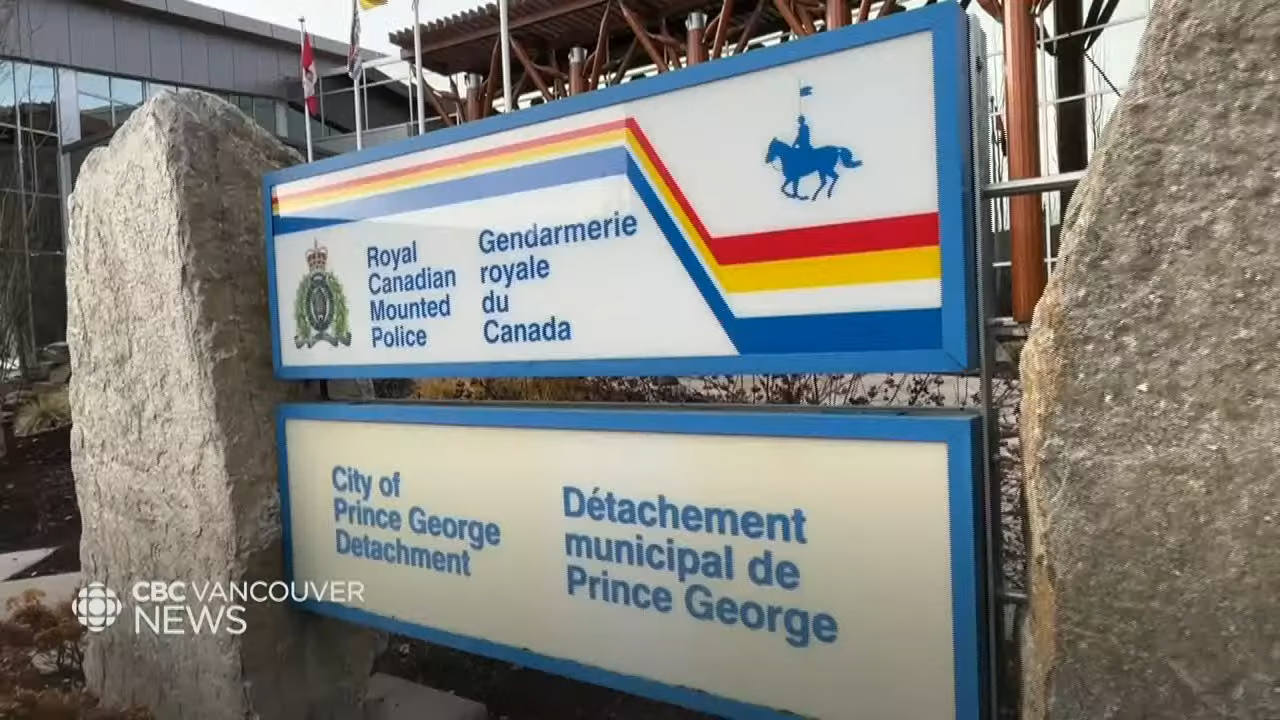 Royal
Canadian
Mounted
Police
Gendarmerie
royale
du
Canada
City of
Prince George
Detachment
Détachement
municipal de
Prince George
CBC VANCOUVER
NEWS